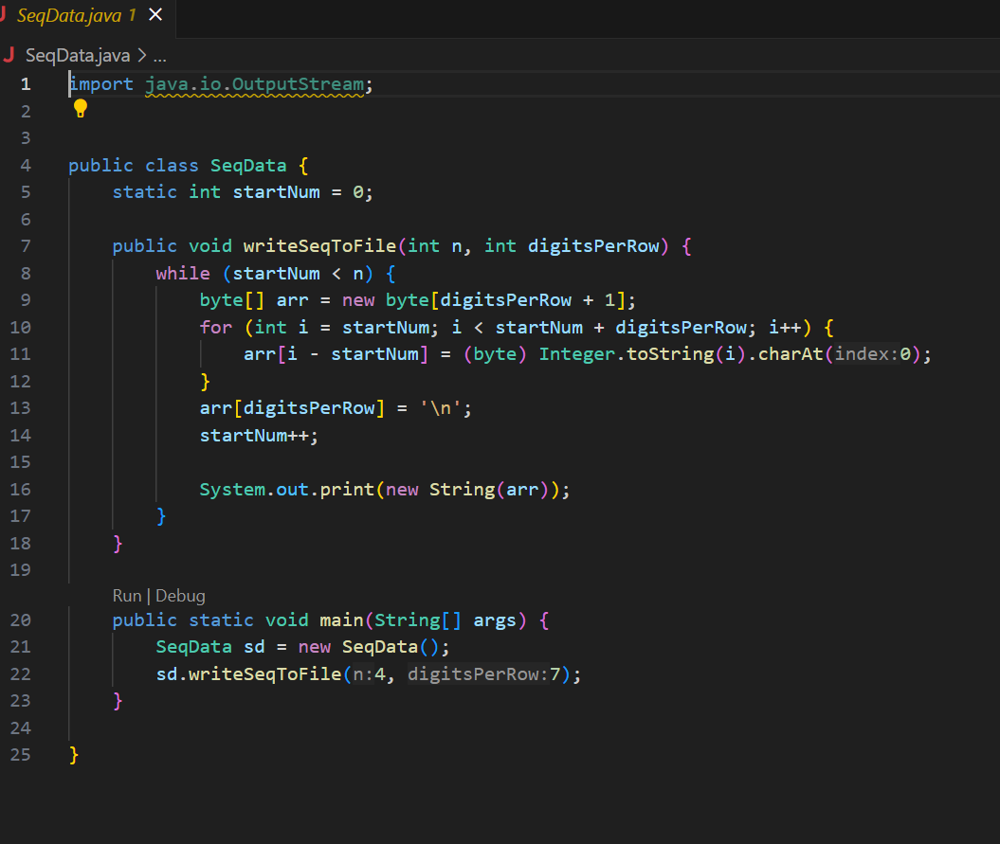 SeqData.java 1 ×
SeqData.java > ...
1 import java.io.OutputStream;
2
3
4 public class SeqData {
5     static int startNum = 0;
6
7     public void writeSeqToFile(int n, int digitsPerRow) {
8         while (startNum < n) {
9             byte[] arr = new byte[digitsPerRow + 1];
10             for (int i = startNum; i < startNum + digitsPerRow; i++) {
11                 arr[i - startNum] = (byte) Integer.toString(i).charAt(index:0);
12             }
13             arr[digitsPerRow] = '\n';
14             startNum++;
15
16             System.out.print(new String(arr));
17         }
18     }
19
Run | Debug
20     public static void main(String[] args) {
21         SeqData sd = new SeqData();
22         sd.writeSeqToFile(n:4, digitsPerRow:7);
23     }
24
25 }